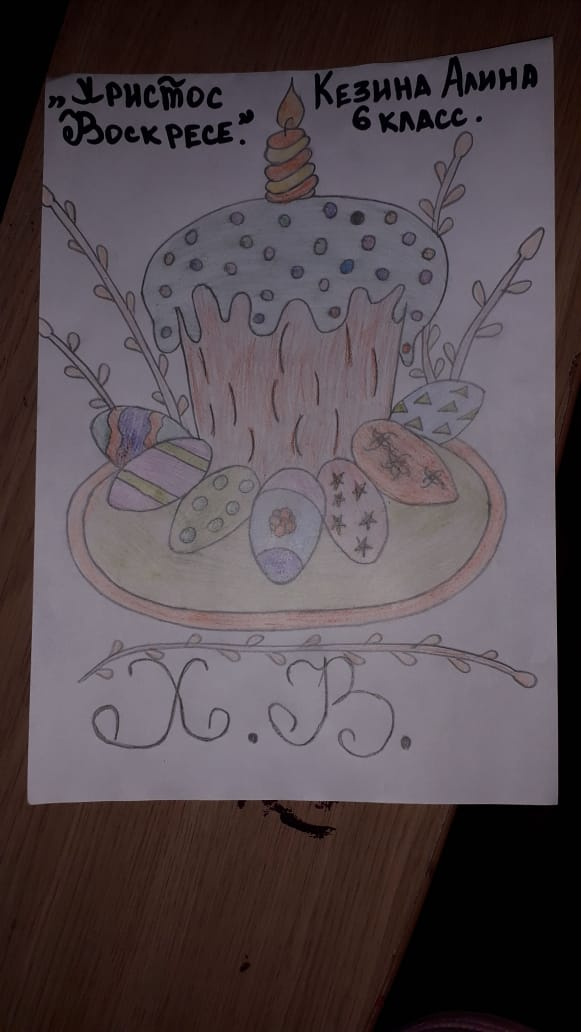 „Христос
Воскресе."
Кезина Алина
6 класс.
Х. В.